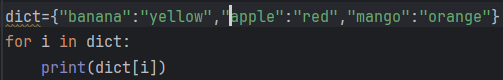 dict={"banana":"yellow","apple":"red","mango":"orange"}
for i in dict:
    print(dict[i])